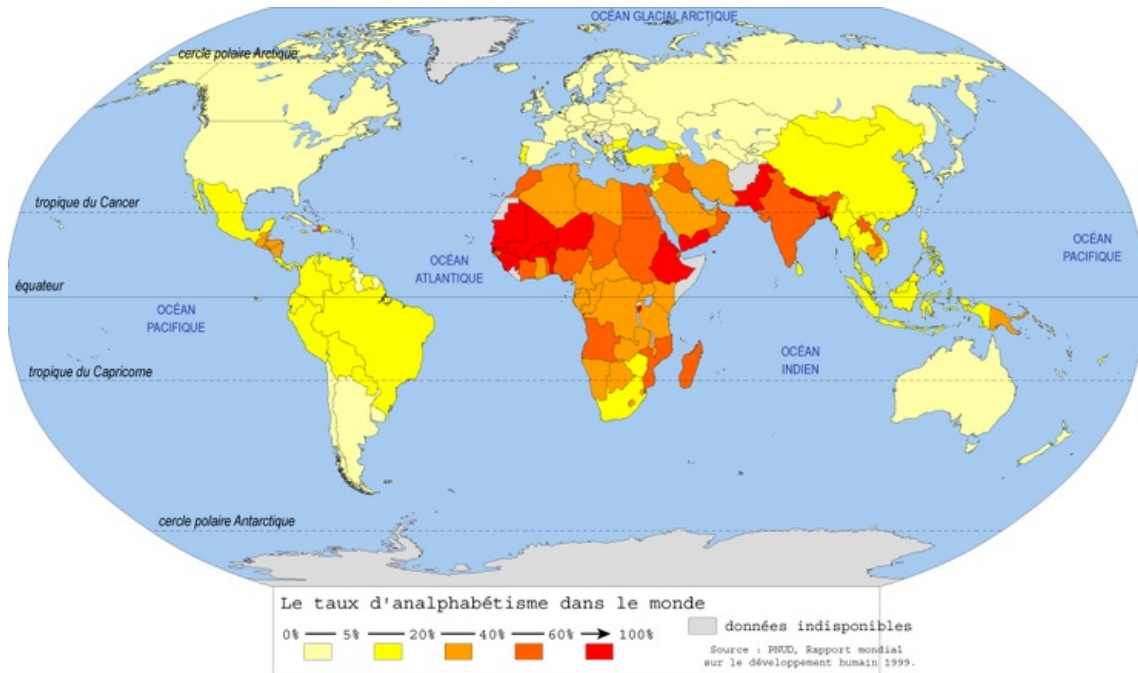 OCÉAN GLACIAL ARCTIQUE
cercle polaire Arctique
tropique du Cancer
OCÉAN
PACIFIQUE
OCÉAN
ATLANTIQUE
équateur
OCÉAN
PACIFIQUE
OCÉAN
INDIEN
tropique du Capricorne
cercle polaire Antarctique
Le taux d'analphabétisme dans le monde
0% 5% 20% 40% 60% 100%
données indisponibles
Source : PNUD, Rapport mondial
sur le développement humain 1999.